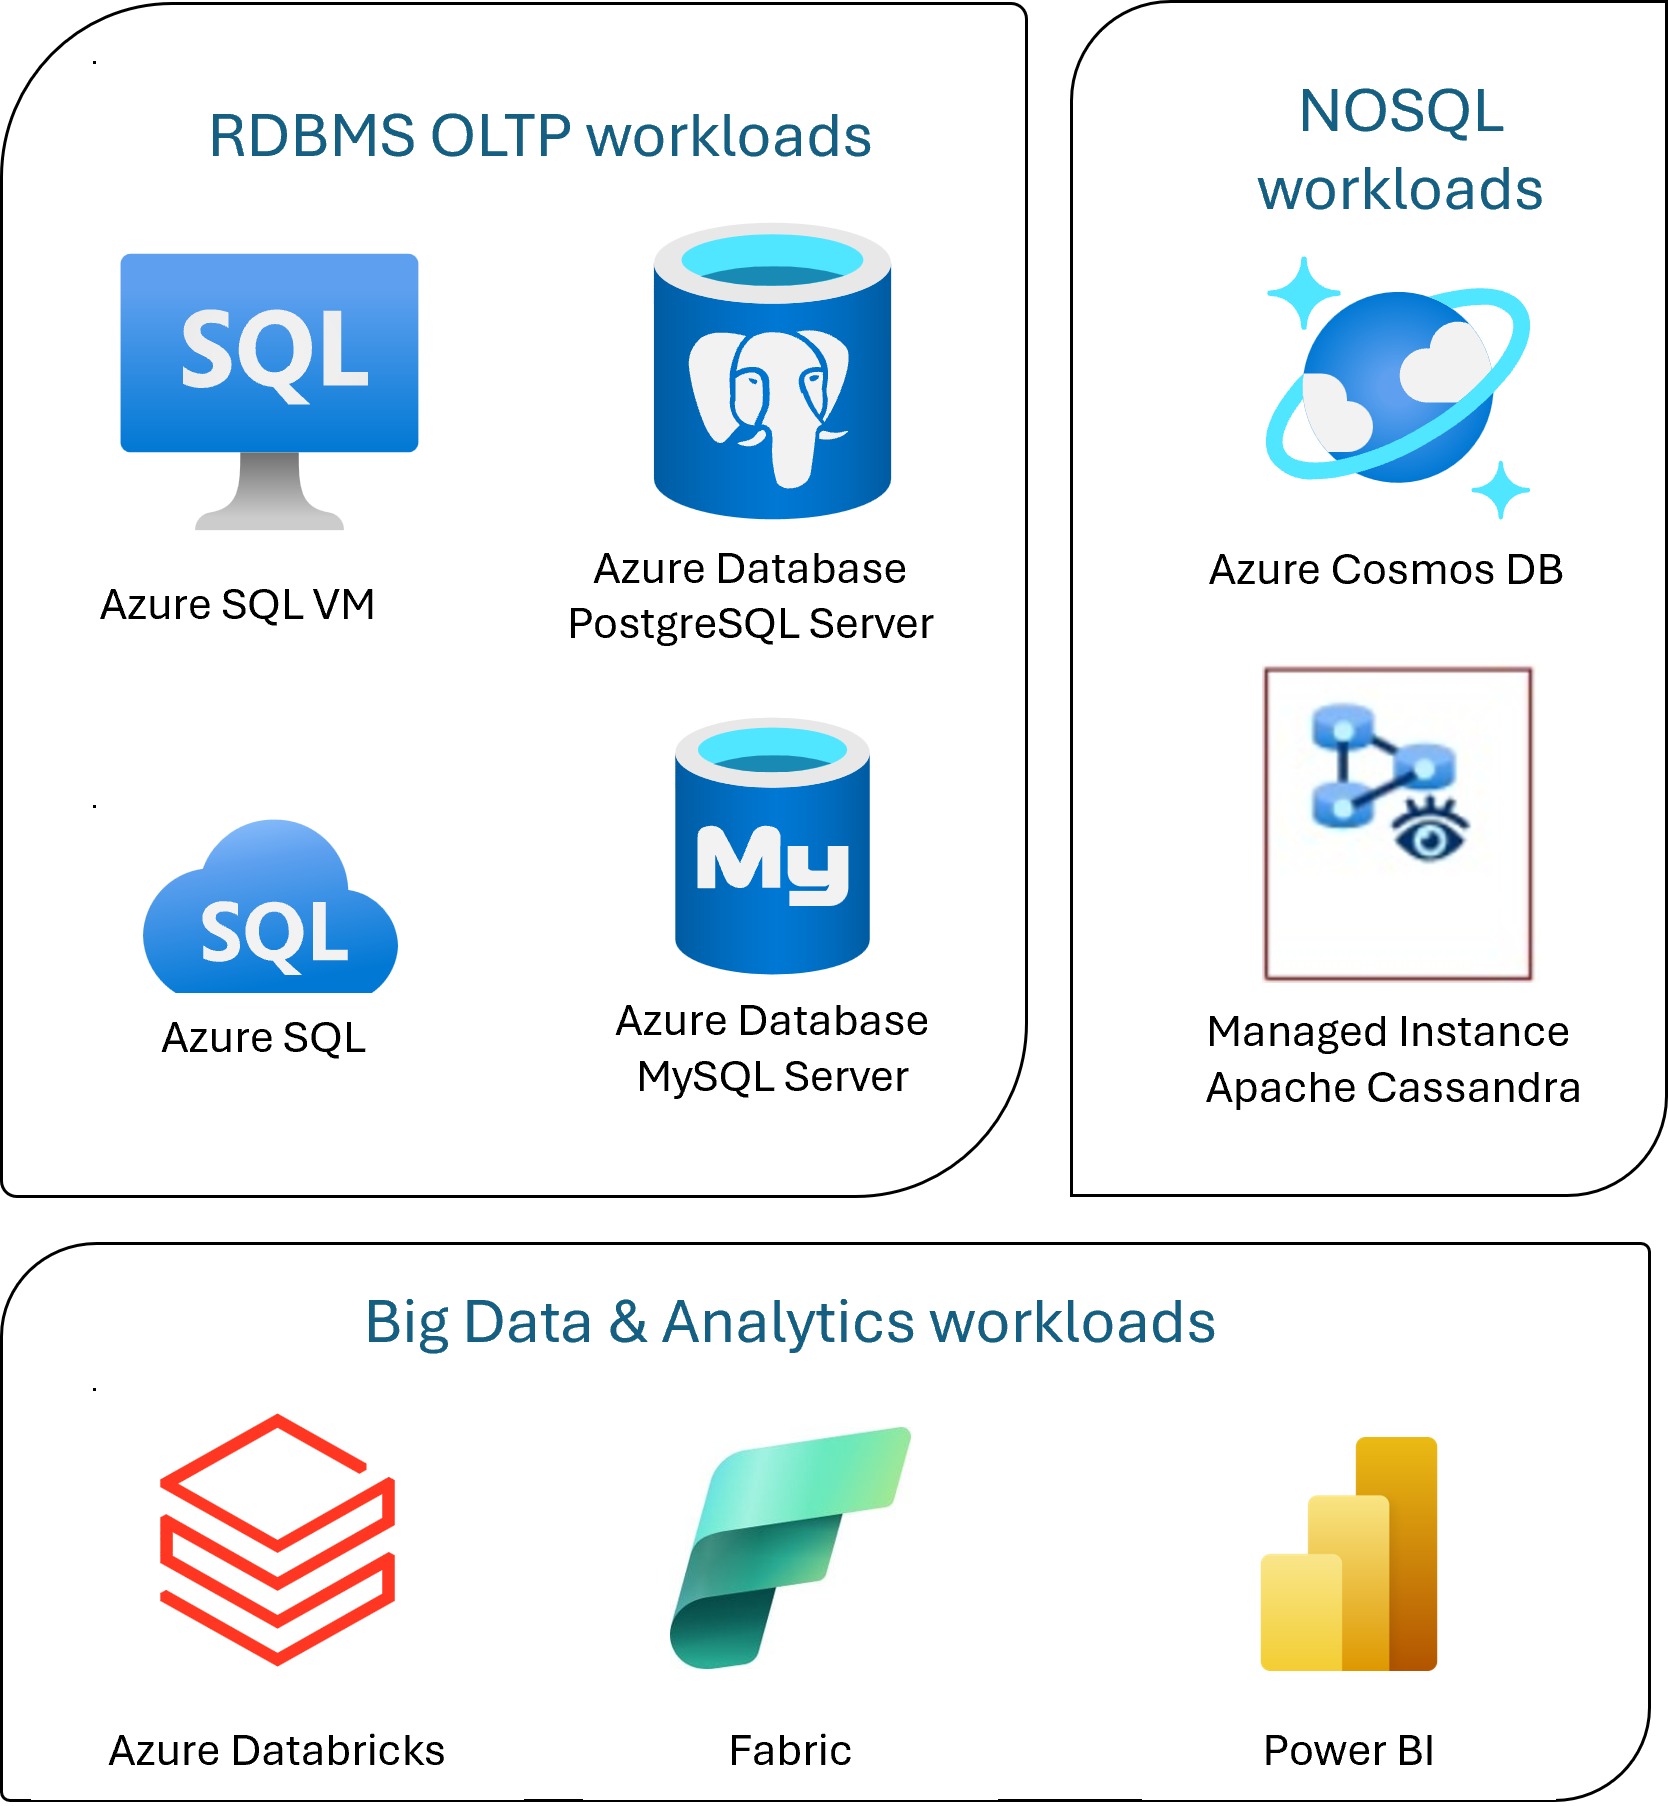 RDBMS OLTP workloads
SQL
Azure SQL VM
Azure Database
PostgreSQL Server
SQL
Azure SQL
My
Azure Database
MySQL Server
NOSQL
workloads
Azure Cosmos DB
Managed Instance
Apache Cassandra
Big Data & Analytics workloads
Azure Databricks
Fabric
Power BI